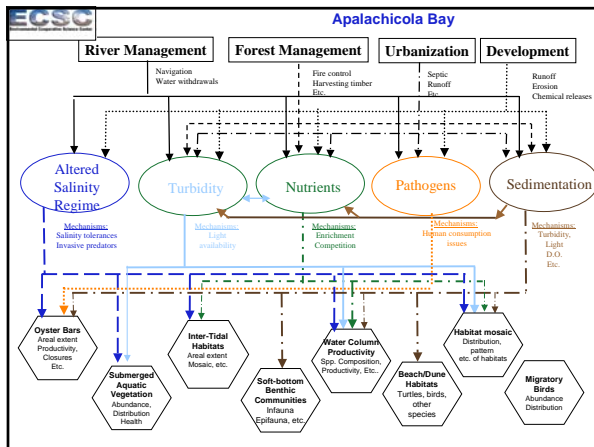 ECSC
Environmental Cooperative Science Center
Apalachicola Bay
River Management
Forest Management
Urbanization
Development
Navigation
Water withdrawals
Fire control
Harvesting timber
Etc.
Septic
Runoff
Etc
Runoff
Erosion
Chemical releases
Altered
Salinity
Regime
Turbidity
Nutrients
Pathogens
Sedimentation
Mechanisms:
Salinity tolerances
Invasive predators
Mechanisms:
Light
availability
Mechanisms:
Enrichment
Competition
Mechanisms:
Human consumption
issues
Mechanisms:
Turbidity,
Light
D.O.
Etc.
Oyster Bars
Areal extent
Productivity,
Closures
Etc.
Submerged
Aquatic
Vegetation
Abundance,
Distribution
Health
Inter-Tidal
Habitats
Areal extent
Mosaic, etc.
Soft-bottom
Benthic
Communities
Infauna
Epifauna, etc.
Water Column
Productivity
Spp. Composition,
Productivity, Etc..
Beach/Dune
Habitats
Turtles, birds,
other
species
Habitat mosaic
Distribution,
pattern
etc. of habitats
Migratory
Birds
Abundance
Distribution